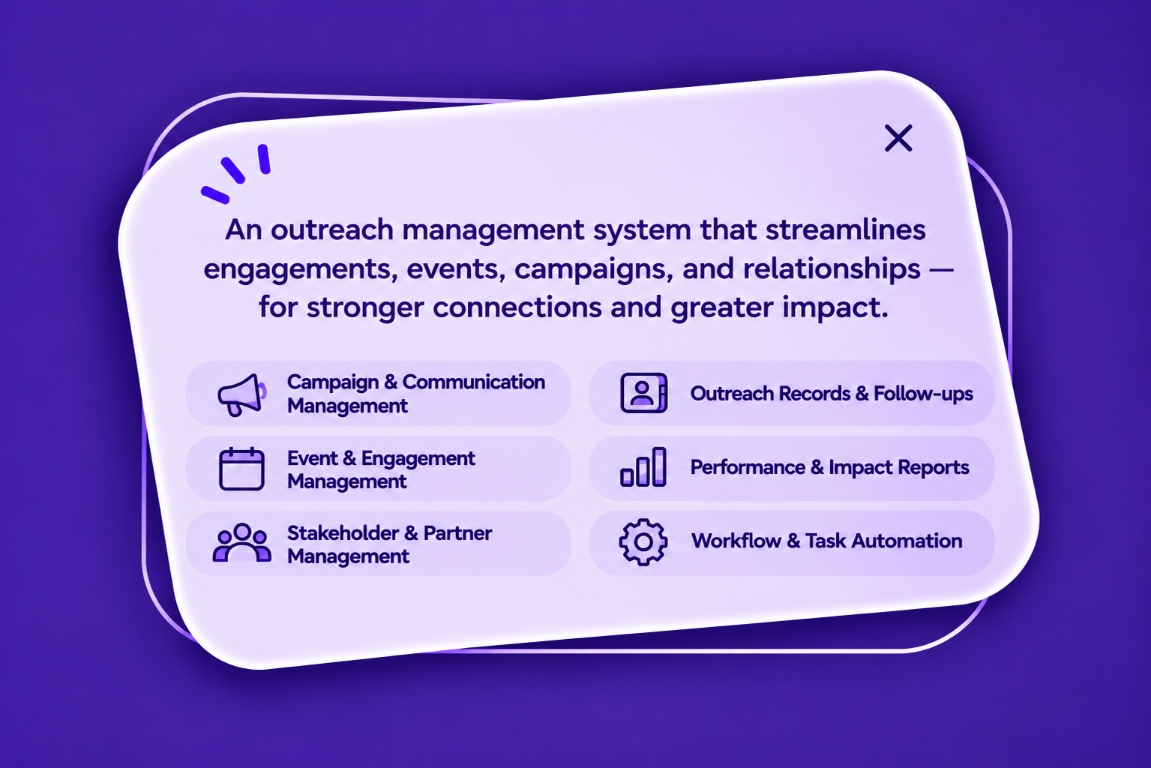 An outreach management system that streamlines
engagements, events, campaigns, and relationships —
for stronger connections and greater impact.
Campaign & Communication
Management
Outreach Records & Follow-ups
Event & Engagement
Management
Performance & Impact Reports
Stakeholder & Partner
Management
Workflow & Task Automation